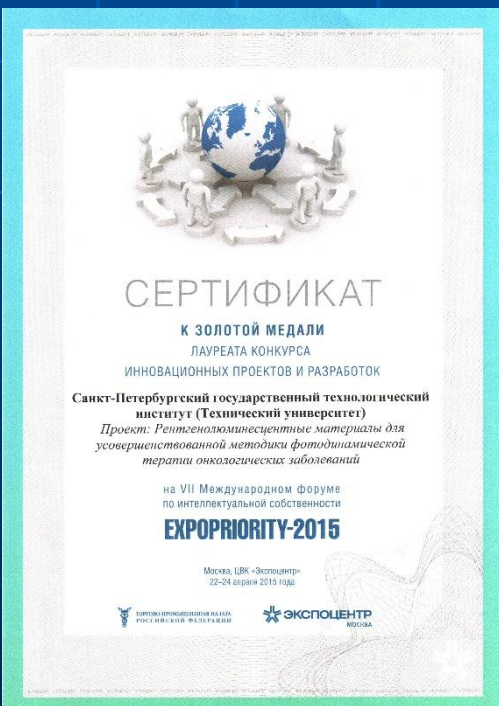 СЕРТИФИКАТ
К ЗОЛОТОЙ МЕДАЛИ
ЛАУРЕАТА КОНКУРСА
ИННОВАЦИОННЫХ ПРОЕКТОВ И РАЗРАБОТОК
Санкт-Петербургский государственный технологический
институт (Технический университет)
Проект: Рентгенолюминесцентные материалы для
усовершенствованной методики фотодинамической
терапии онкологических заболеваний
на VII Международном форуме
по интеллектуальной собственности
EXPOPRIORITY-2015
Москва, ЦВК «Экспоцентр»
22–24 апреля 2015 года
ТОРГОВО-ПРОМЫШЛЕННАЯ ПАЛАТА
РОССИЙСКОЙ ФЕДЕРАЦИИ
ЭКСПОЦЕНТР
МОСКВА